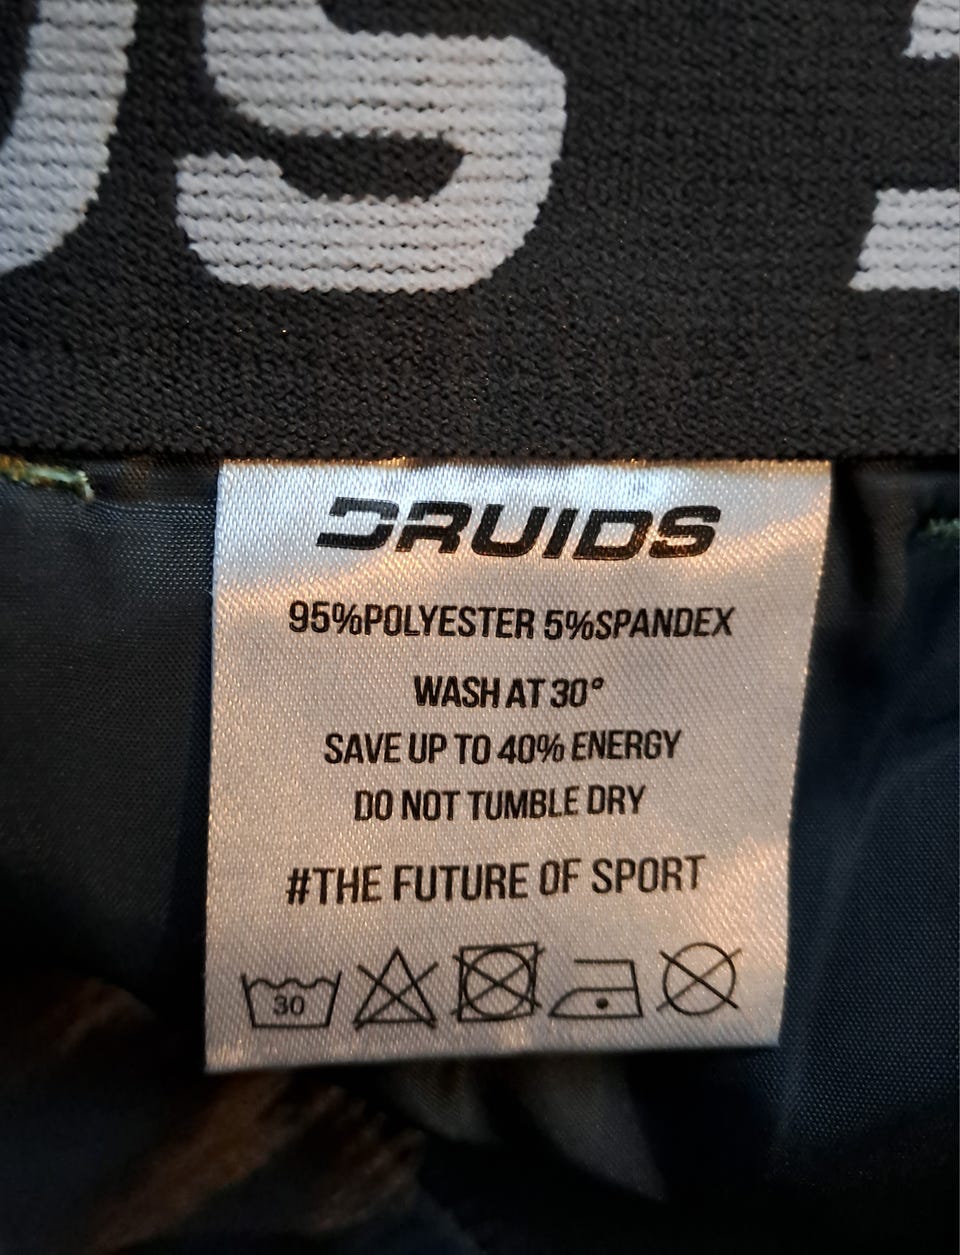 DRUIDS
95%POLYESTER 5%SPANDEX
WASH AT 30°
SAVE UP TO 40% ENERGY
DO NOT TUMBLE DRY
#THE FUTURE OF SPORT
30